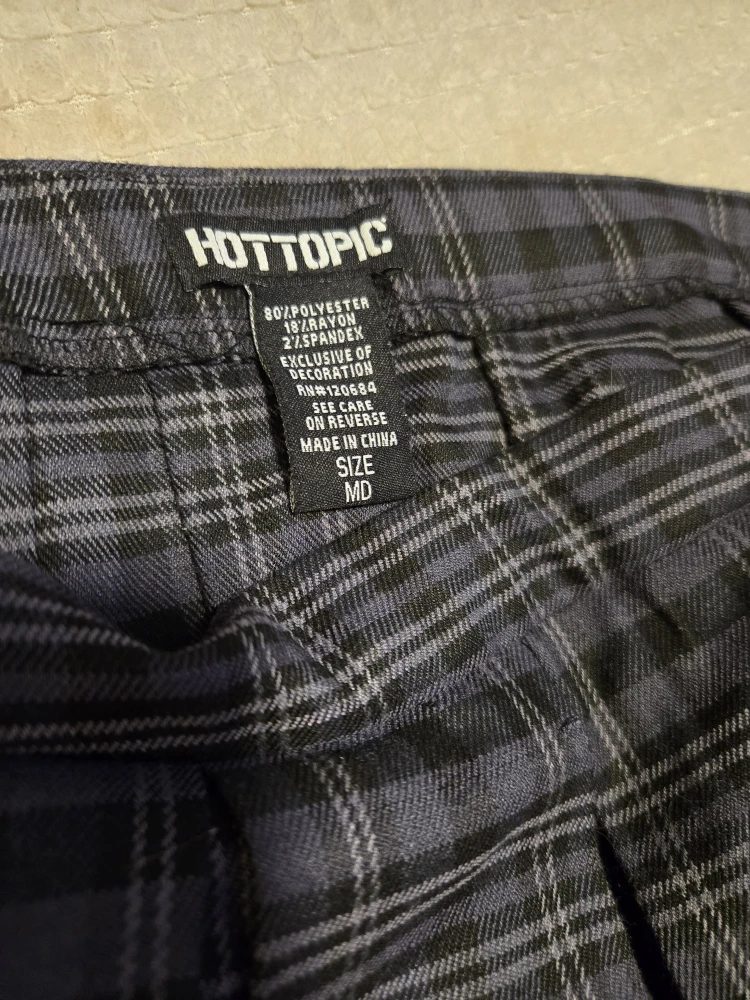 HOTTOPIC
80%POLYESTER
18%RAYON
2%SPANDEX
EXCLUSIVE OF
DECORATION
RN#120684
SEE CARE
ON REVERSE
MADE IN CHINA
SIZE
MD